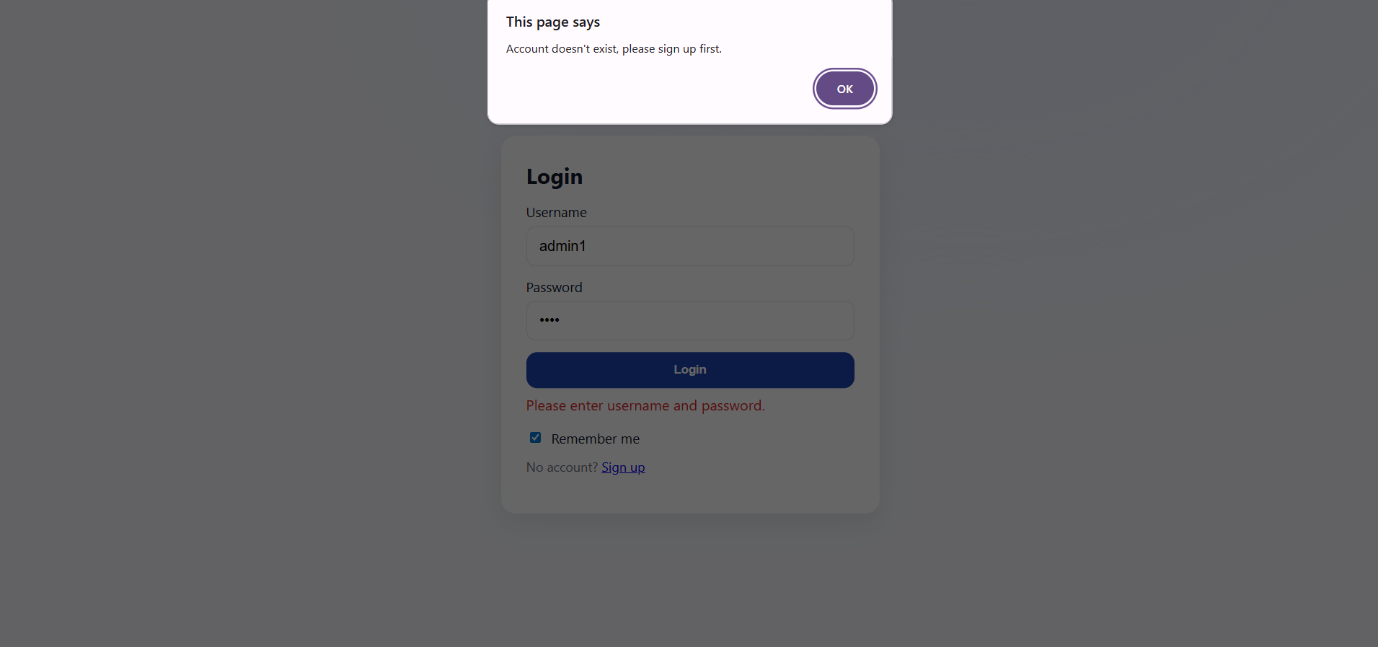 This page says
Account doesn't exist, please sign up first.
OK
Login
Username
admin1
Password
••••
Login
Please enter username and password.
Remember me
No account? Sign up